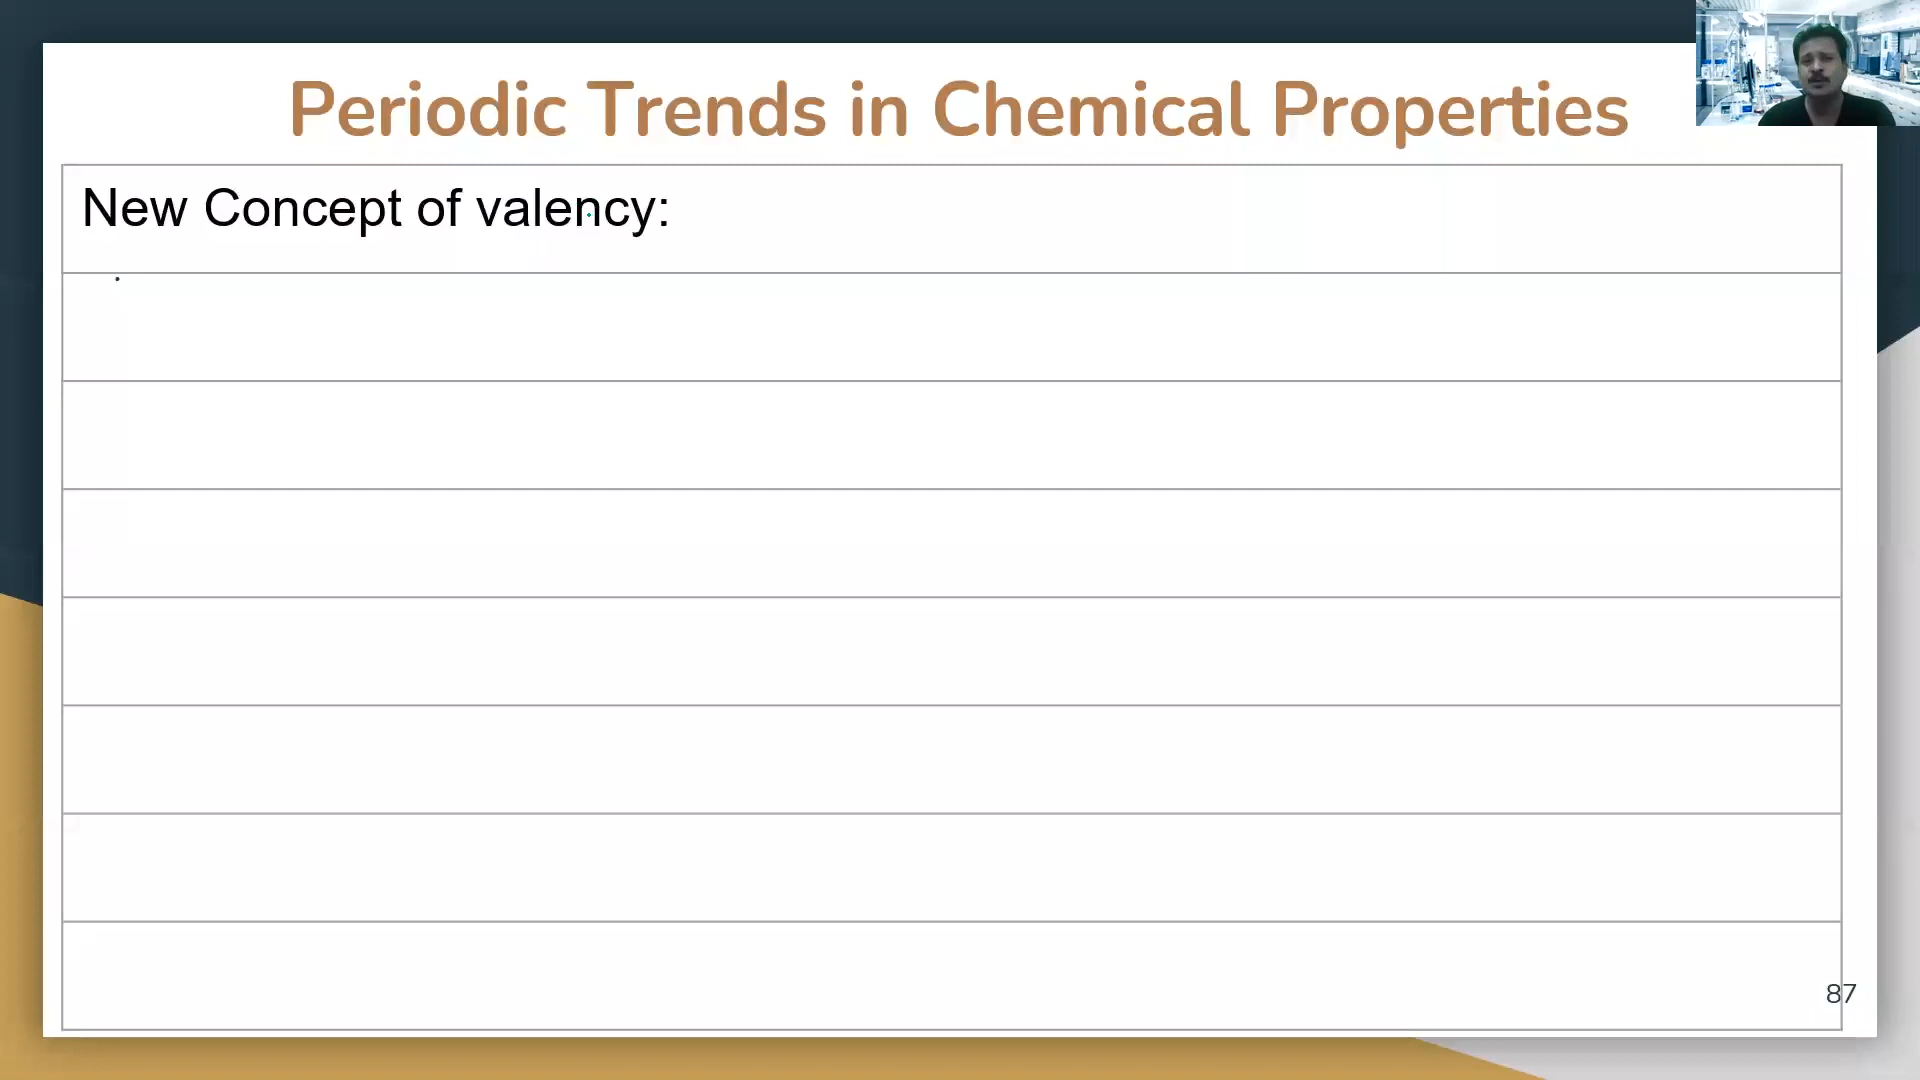 Periodic Trends in Chemical Properties
New Concept of valency:
87